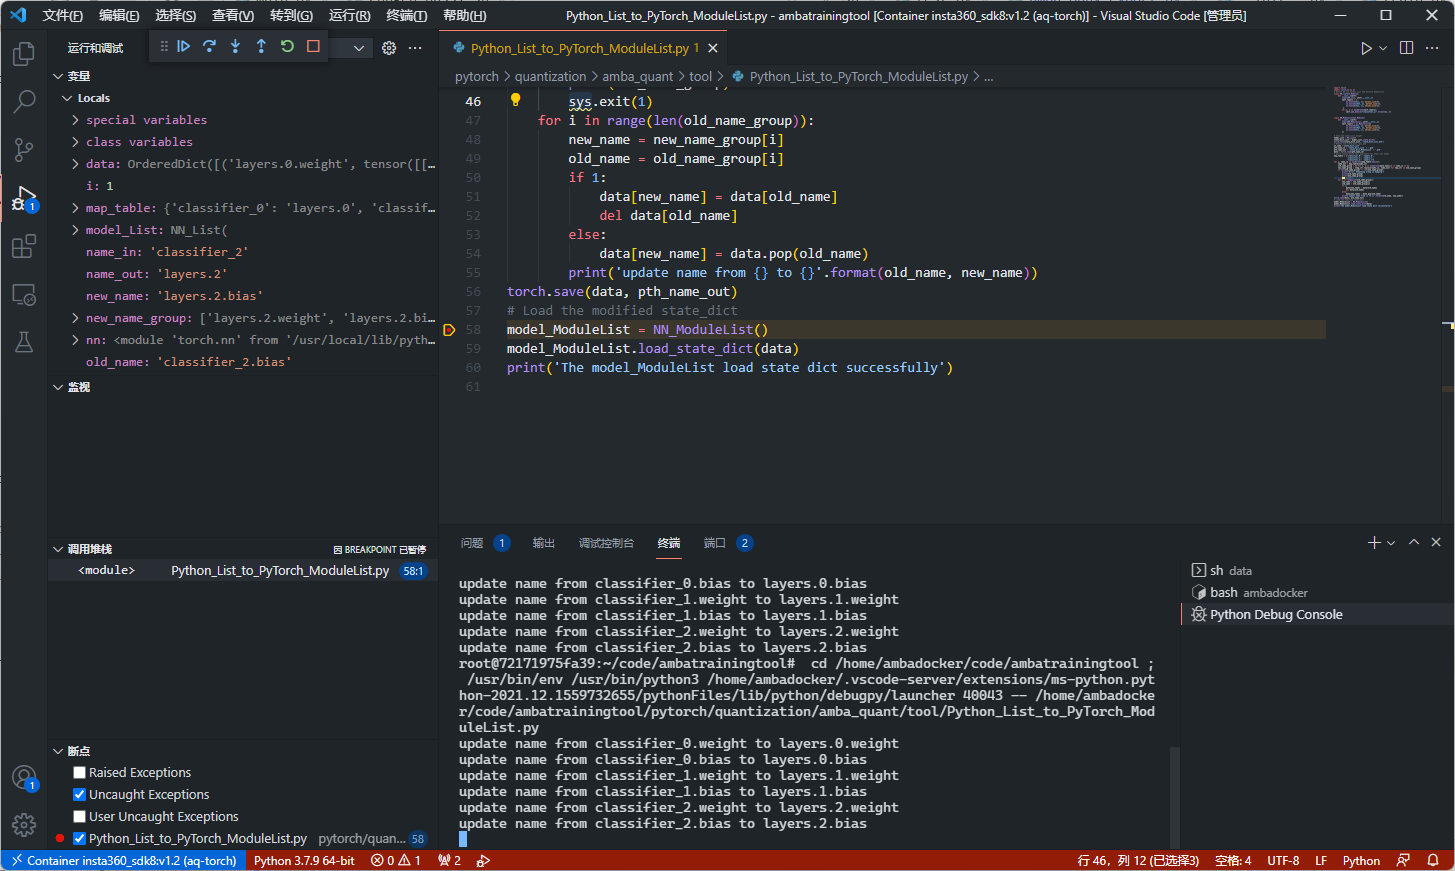 文件(F) 编辑(E) 选择(S) 查看(V) 转到(G) 运行(R) 终端(T) 帮助(H) Python_List_to_PyTorch_ModuleList.py - ambatrainingtool [Container insta360_sdk8:v1.2 (aq-torch)] - Visual Studio Code [管理员]
运行和调试
变量
Locals
special variables
class variables
data: OrderedDict([('layers.0.weight', tensor([[…
i: 1
map_table: {'classifier_0': 'layers.0', 'classif…
model_List: NN_List(
name_in: 'classifier_2'
name_out: 'layers.2'
new_name: 'layers.2.bias'
new_name_group: ['layers.2.weight', 'layers.2.bi…
nn: <module 'torch.nn' from '/usr/local/lib/pyth…
old_name: 'classifier_2.bias'
监视
调用堆栈 因 BREAKPOINT 已暂停
<module> Python_List_to_PyTorch_ModuleList.py 58:1
断点
Raised Exceptions
Uncaught Exceptions
User Uncaught Exceptions
Python_List_to_PyTorch_ModuleList.py pytorch/quan... 58
Python_List_to_PyTorch_ModuleList.py 1
pytorch > quantization > amba_quant > tool > Python_List_to_PyTorch_ModuleList.py > ...
46 sys.exit(1)
47 for i in range(len(old_name_group)):
48 new_name = new_name_group[i]
49 old_name = old_name_group[i]
50 if 1:
51 data[new_name] = data[old_name]
52 del data[old_name]
53 else:
54 data[new_name] = data.pop(old_name)
55 print('update name from {} to {}'.format(old_name, new_name))
56 torch.save(data, pth_name_out)
57 # Load the modified state_dict
58 model_ModuleList = NN_ModuleList()
59 model_ModuleList.load_state_dict(data)
60 print('The model_ModuleList load state dict successfully')
61
问题 1 输出 调试控制台 终端 端口 2
update name from classifier_0.bias to layers.0.bias
update name from classifier_1.weight to layers.1.weight
update name from classifier_1.bias to layers.1.bias
update name from classifier_2.weight to layers.2.weight
update name from classifier_2.bias to layers.2.bias
root@72171975fa39:~/code/ambatrainingtool#  cd /home/ambadocker/code/ambatrainingtool ;
/usr/bin/env /usr/bin/python3 /home/ambadocker/.vscode-server/extensions/ms-python.pyt
hon-2021.12.1559732655/pythonFiles/lib/python/debugpy/launcher 40043 -- /home/ambadocke
r/code/ambatrainingtool/pytorch/quantization/amba_quant/tool/Python_List_to_PyTorch_Mod
uleList.py
update name from classifier_0.weight to layers.0.weight
update name from classifier_0.bias to layers.0.bias
update name from classifier_1.weight to layers.1.weight
update name from classifier_1.bias to layers.1.bias
update name from classifier_2.weight to layers.2.weight
update name from classifier_2.bias to layers.2.bias
sh data
bash ambadocker
Python Debug Console
1
1
Container insta360_sdk8:v1.2 (aq-torch) Python 3.7.9 64-bit 0 1 2 行 46，列 12 (已选择3) 空格: 4 UTF-8 LF Python